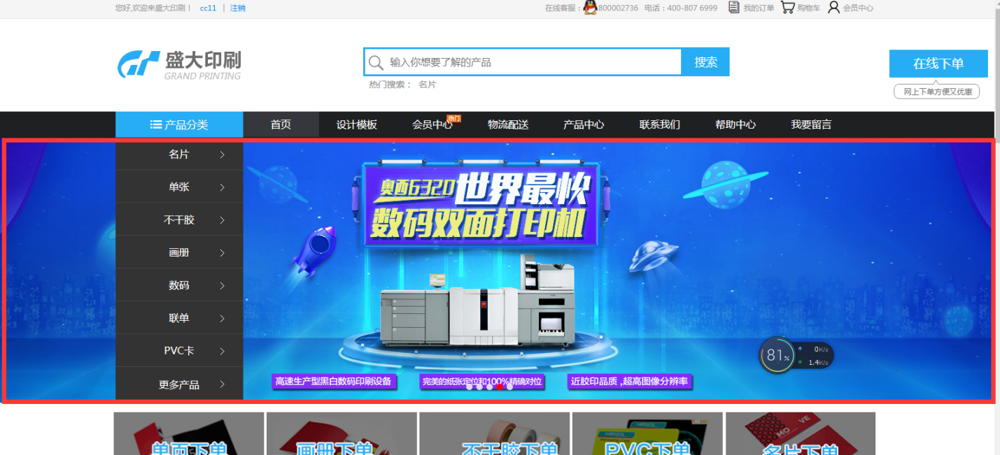 您好,欢迎来盛大印刷！ cc11 | 注销
在线客服： 800002736 电话：400-807 6999 我的订单 购物车 会员中心
盛大印刷
GRAND PRINTING
输入你想要了解的产品
搜索
热门搜索： 名片
在线下单
网上下单方便又优惠
产品分类 首页 设计模板 会员中心 热门 物流配送 产品中心 联系我们 帮助中心 我要留言
名片
单张
不干胶
画册
数码
联单
PVC卡
更多产品
奥西6320世界最快
数码双面打印机
高速生产型黑白数码印刷设备
完美的纸张定位和100%精确对位
近胶印品质 ,超高图像分辨率
81%
0K/s
1.4K/s
单页下单
画册下单
不干胶下单
PVC下单
名片下单